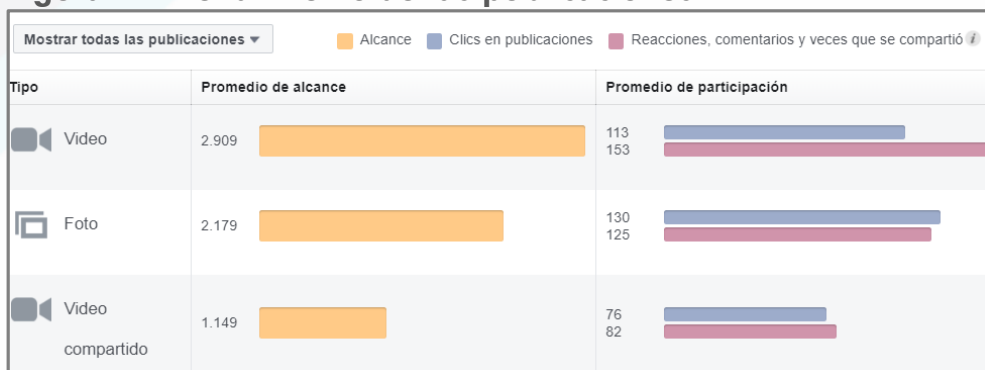 Mostrar todas las publicaciones
Alcance Clics en publicaciones Reacciones, comentarios y veces que se compartió
Tipo Promedio de alcance Promedio de participación
Video 2.909 113
153
Foto 2.179 130
125
Video 1.149 76
compartido 82